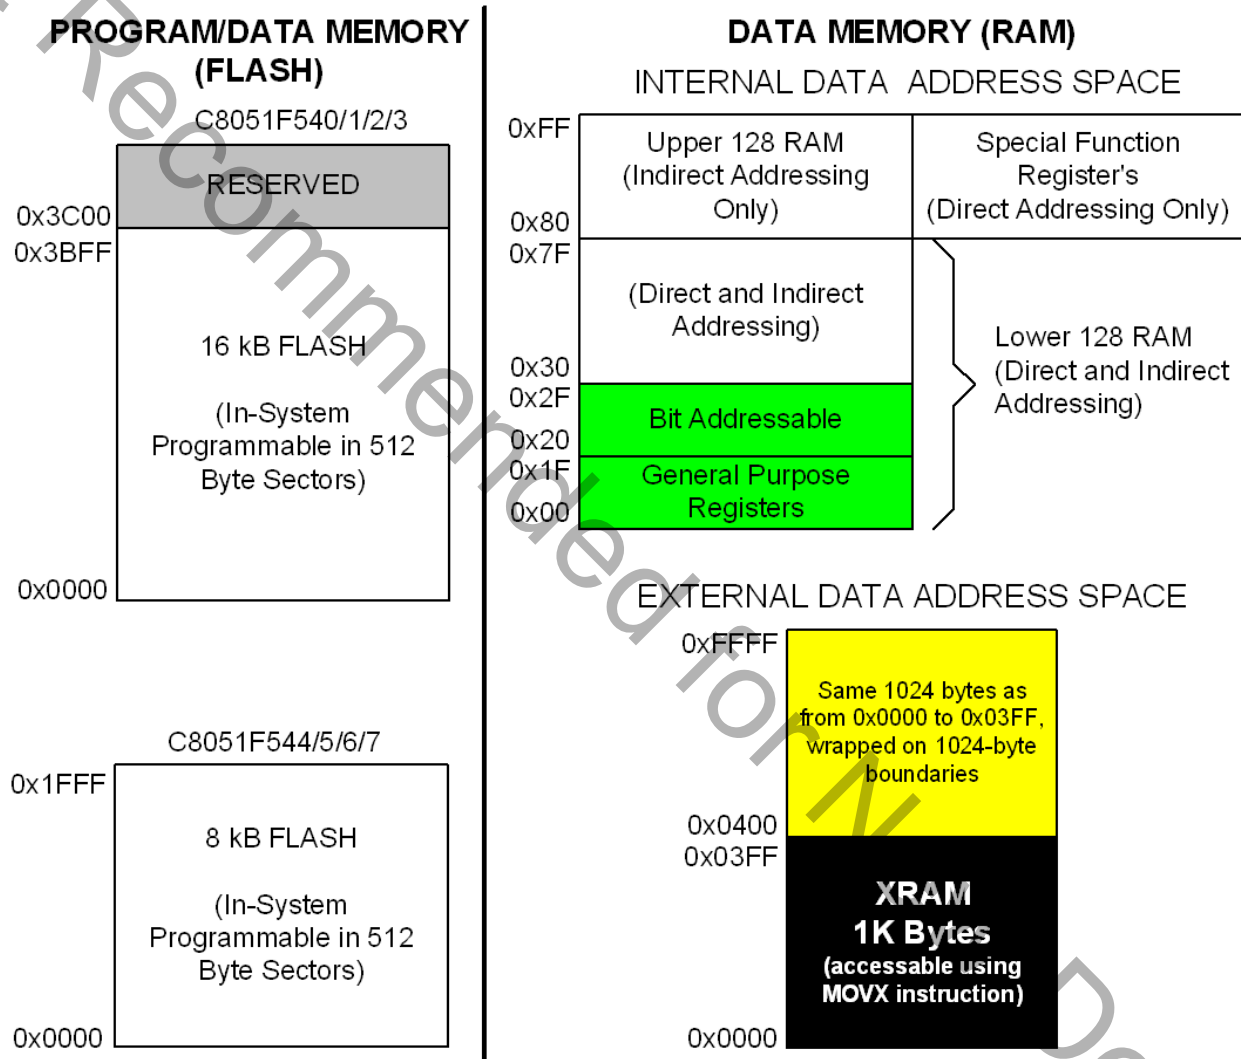 PROGRAM/DATA MEMORY
(FLASH)
C8051F540/1/2/3
RESERVED
0x3C00
0x3BFF
16 kB FLASH
(In-System
Programmable in 512
Byte Sectors)
0x0000
C8051F544/5/6/7
0x1FFF
8 kB FLASH
(In-System
Programmable in 512
Byte Sectors)
0x0000
DATA MEMORY (RAM)
INTERNAL DATA ADDRESS SPACE
0xFF
Upper 128 RAM
(Indirect Addressing
Only)
Special Function
Register's
(Direct Addressing Only)
0x80
0x7F
(Direct and Indirect
Addressing)
Lower 128 RAM
(Direct and Indirect
Addressing)
0x30
0x2F
Bit Addressable
0x20
0x1F
General Purpose
Registers
0x00
EXTERNAL DATA ADDRESS SPACE
0xFFFF
Same 1024 bytes as
from 0x0000 to 0x03FF,
wrapped on 1024-byte
boundaries
0x0400
0x03FF
XRAM
1K Bytes
(accessable using
MOVX instruction)
0x0000
Recommended for N